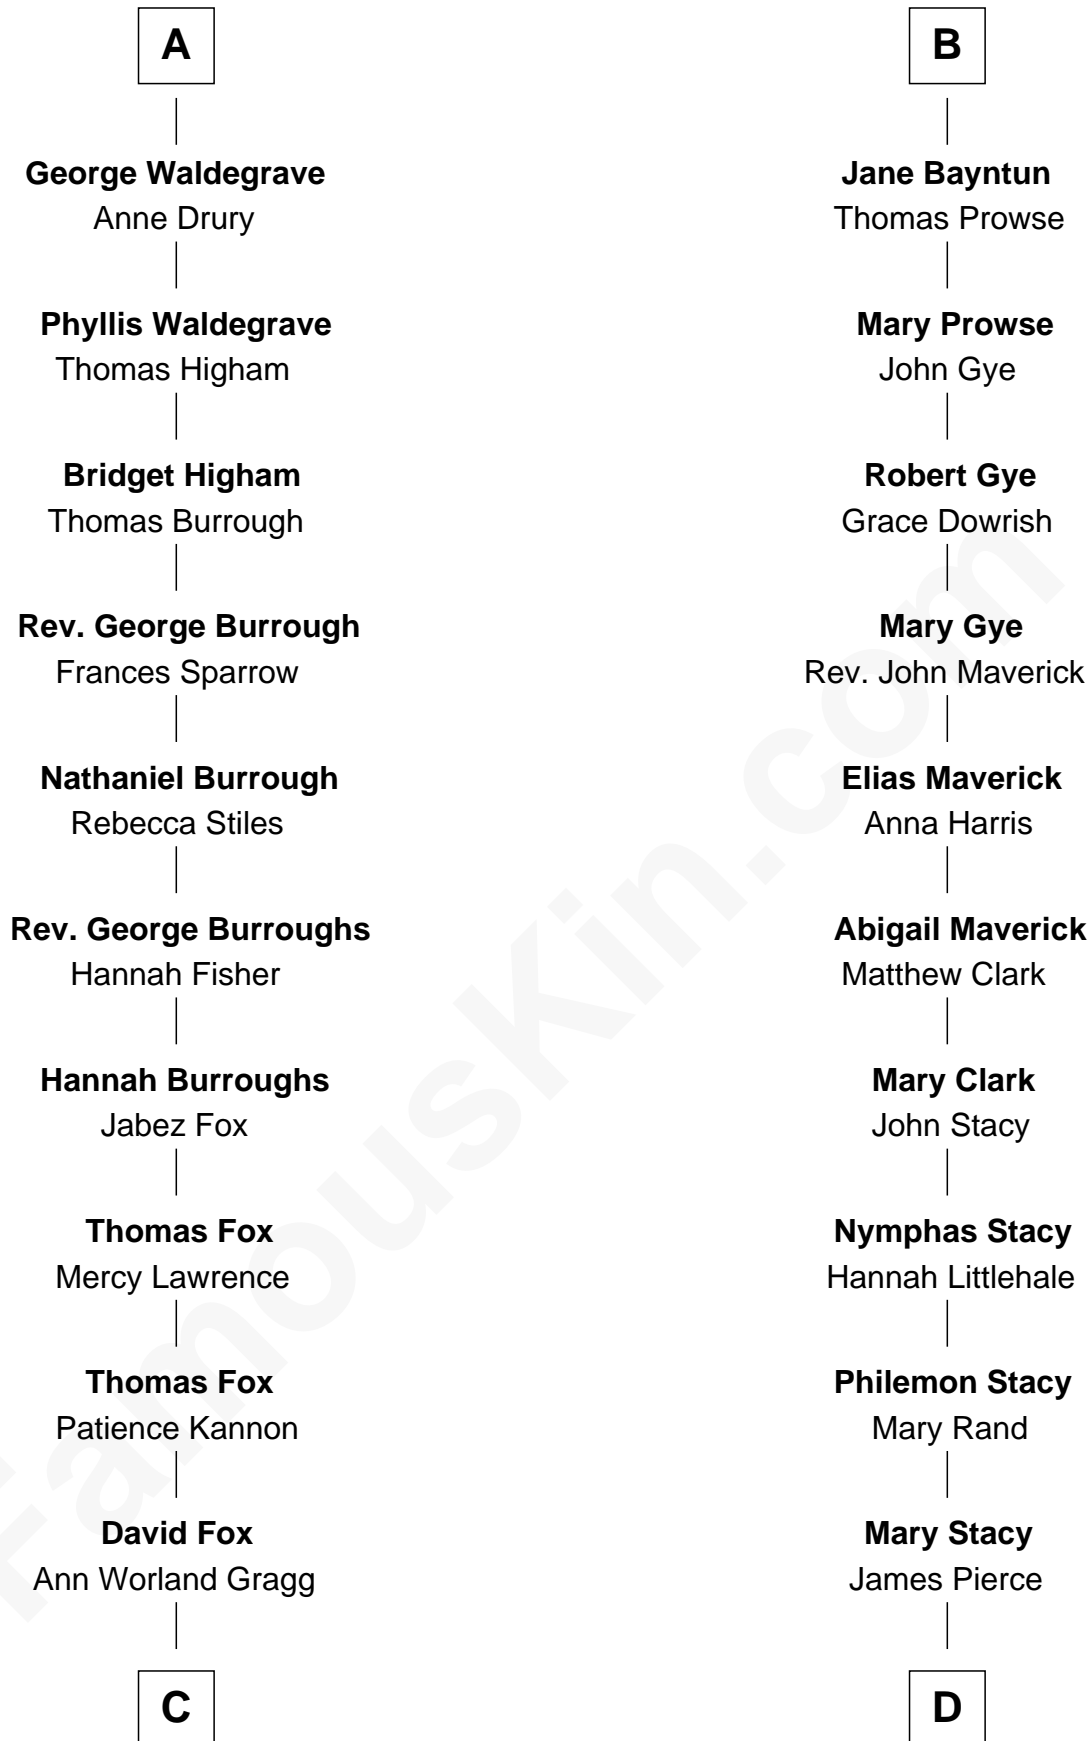 A
George Waldegrave
Anne Drury
Phyllis Waldegrave
Thomas Higham
Bridget Higham
Thomas Burrough
Rev. George Burrough
Frances Sparrow
Nathaniel Burrough
Rebecca Stiles
Rev. George Burroughs
Hannah Fisher
Hannah Burroughs
Jabez Fox
Thomas Fox
Mercy Lawrence
Thomas Fox
Patience Kannon
David Fox
Ann Worland Gragg
C
B
Jane Bayntun
Thomas Prowse
Mary Prowse
John Gye
Robert Gye
Grace Dowrish
Mary Gye
Rev. John Maverick
Elias Maverick
Anna Harris
Abigail Maverick
Matthew Clark
Mary Clark
John Stacy
Nymphas Stacy
Hannah Littlehale
Philemon Stacy
Mary Rand
Mary Stacy
James Pierce
D
FamousKin.com